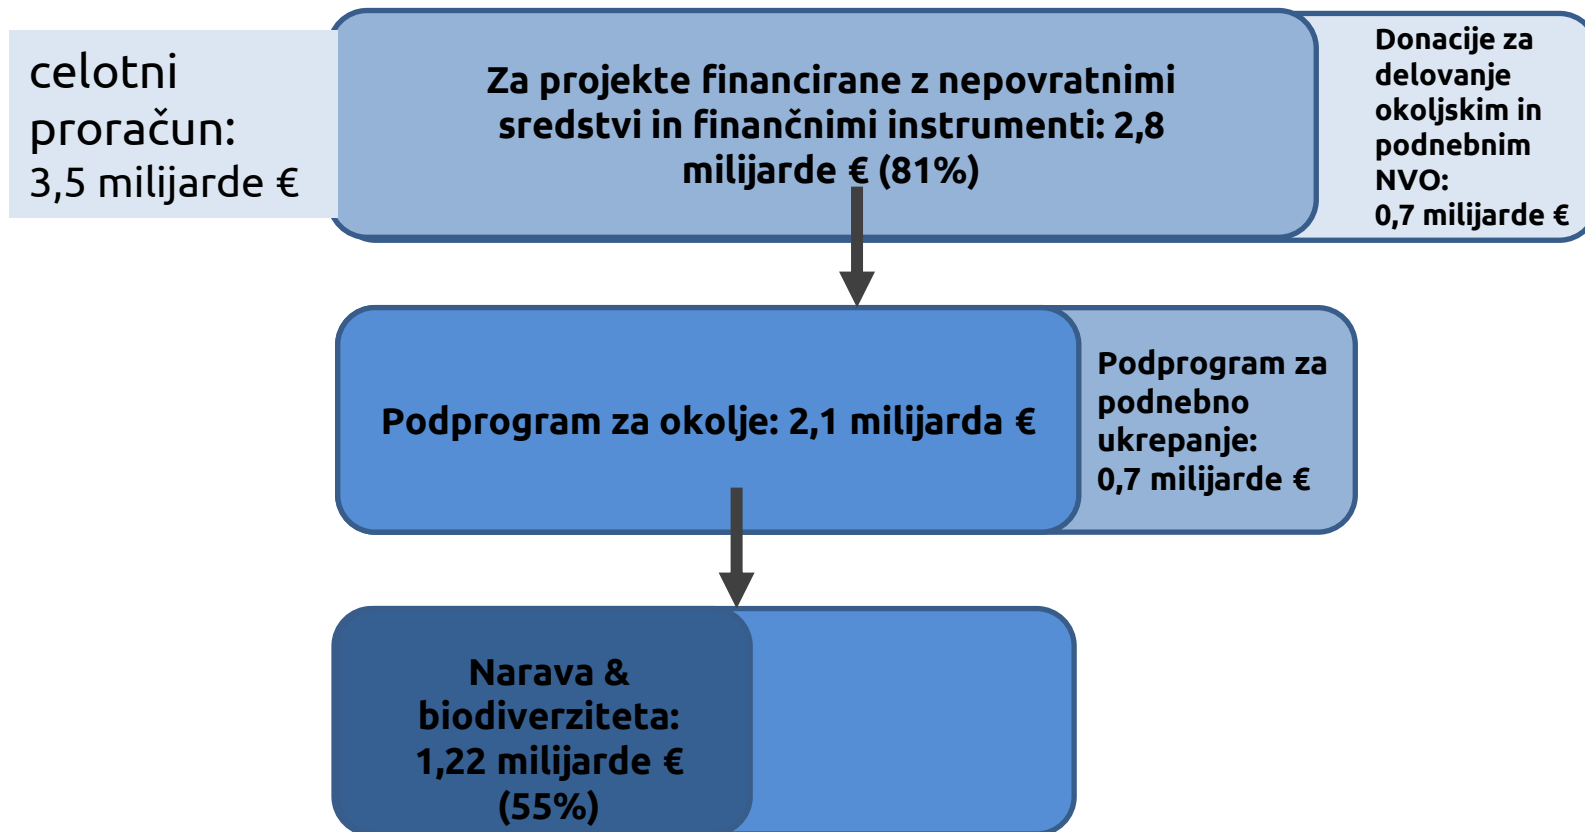 celotni
proračun:
3,5 milijarde €
Za projekte financirane z nepovratnimi
sredstvi in finančnimi instrumenti: 2,8
milijarde € (81%)
Donacije za
delovanje
okoljskim in
podnebnim
NVO:
0,7 milijarde €
Podprogram za okolje: 2,1 milijarda €
Podprogram za
podnebno
ukrepanje:
0,7 milijarde €
Narava &
biodiverziteta:
1,22 milijarde €
(55%)